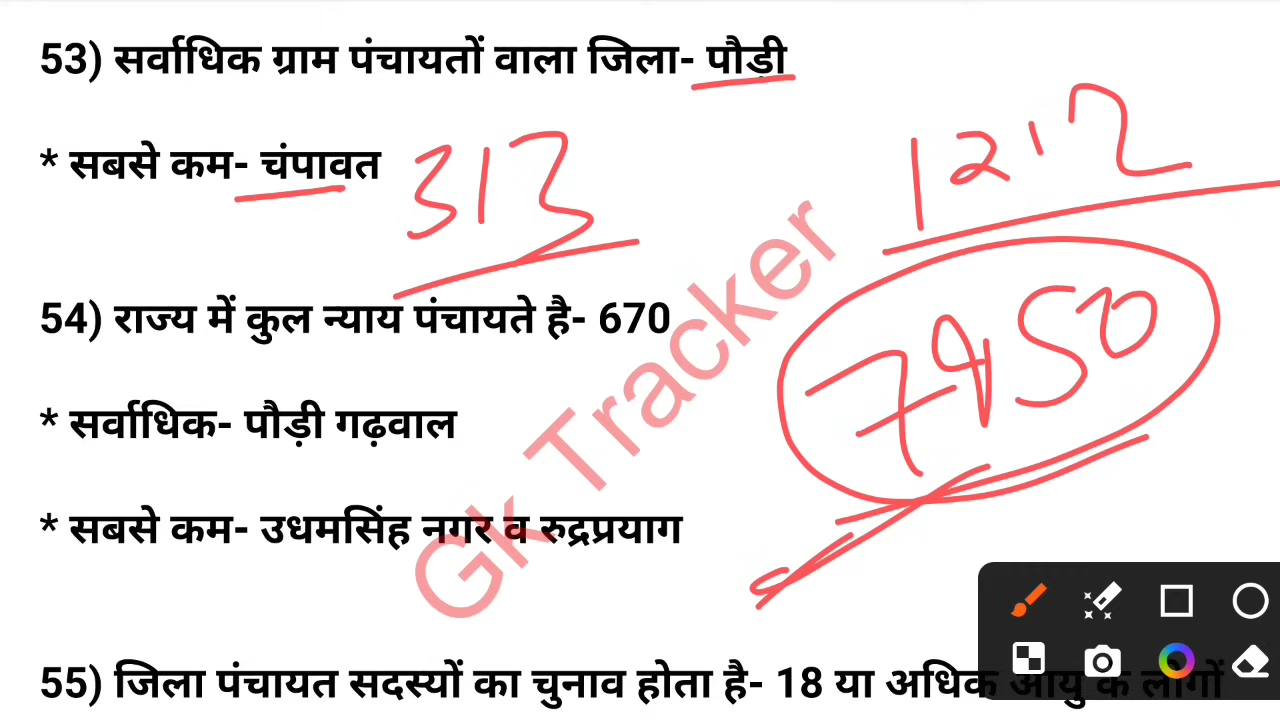 53) सर्वाधिक ग्राम पंचायतों वाला जिला- पौड़ी
1212
* सबसे कम- चंपावत 313
54) राज्य में कुल न्याय पंचायते है- 670
7950
* सर्वाधिक- पौड़ी गढ़वाल
* सबसे कम- उधमसिंह नगर व रुद्रप्रयाग
Gk Tracker
55) जिला पंचायत सदस्यों का चुनाव होता है- 18 या अधिक आयु के लोगों